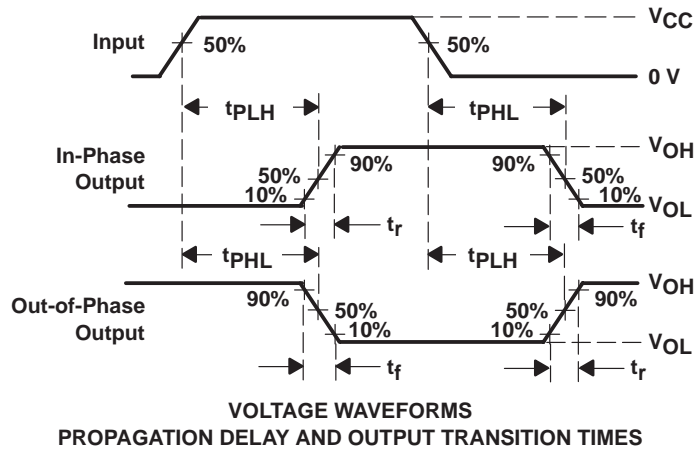 VCC
Input
50%
50%
0 V
tPLH
tPHL
In-Phase
Output
VOH
90%
90%
50%
50%
10%
10%
VOL
tr
tf
tPHL
tPLH
Out-of-Phase
Output
VOH
90%
90%
50%
50%
10%
10%
VOL
tf
tr
VOLTAGE WAVEFORMS
PROPAGATION DELAY AND OUTPUT TRANSITION TIMES